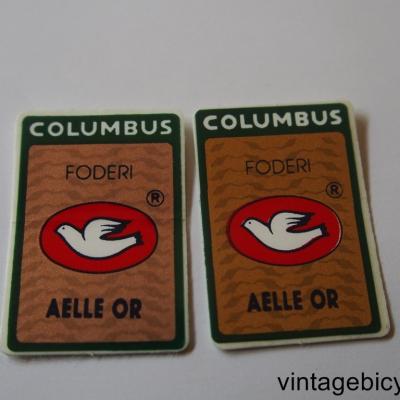 COLUMBUS
FODERI
®
AELLE OR
COLUMBUS
FODERI
®
AELLE OR
vintagebicy